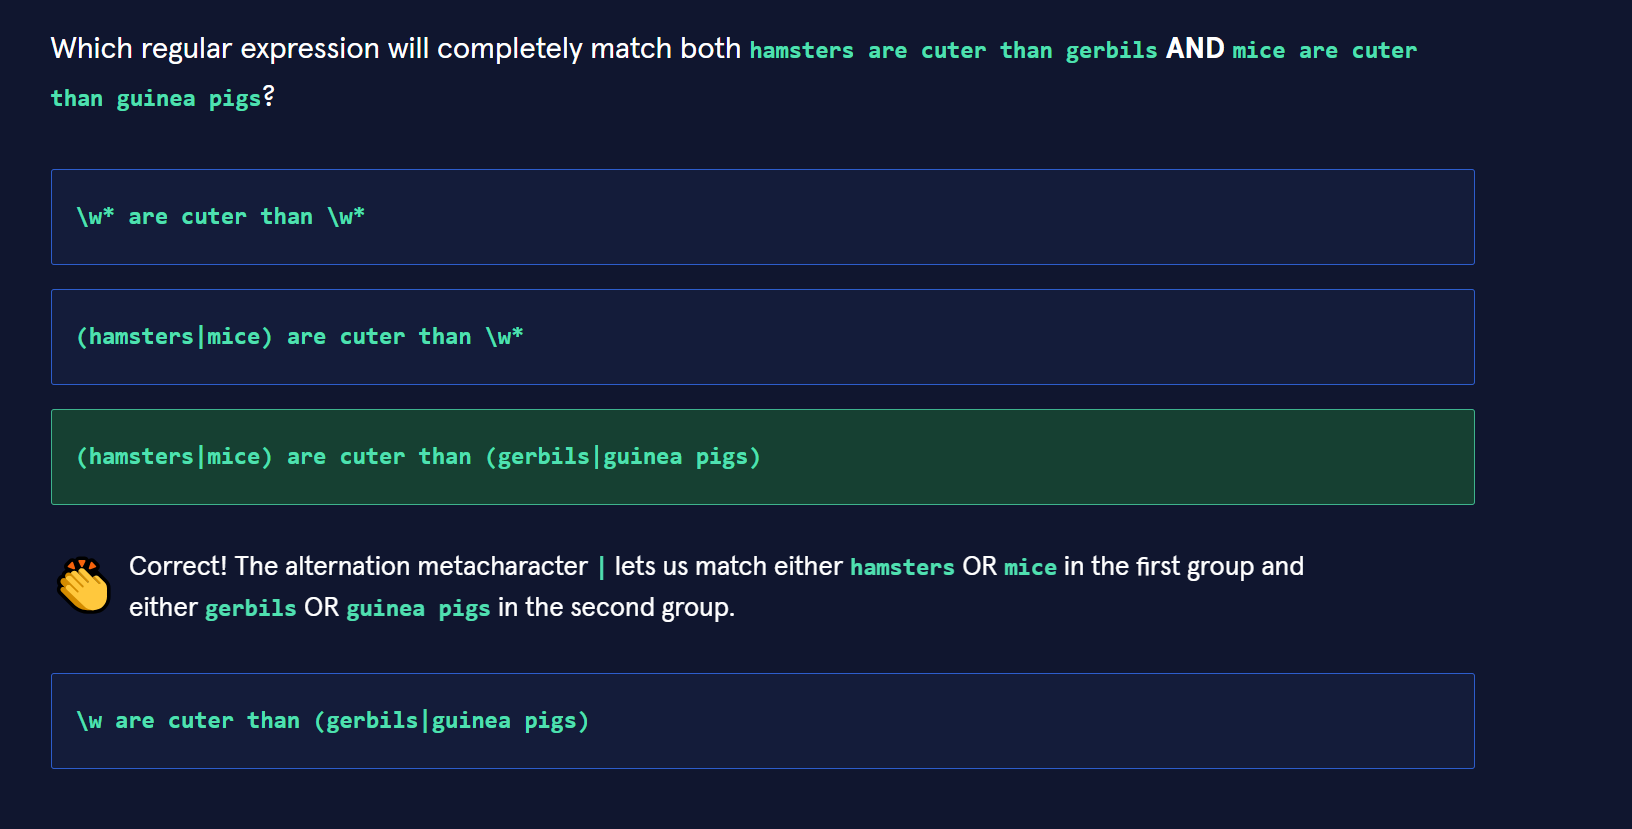 Which regular expression will completely match both hamsters are cuter than gerbils AND mice are cuter
than guinea pigs?
\w* are cuter than \w*
(hamsters|mice) are cuter than \w*
(hamsters|mice) are cuter than (gerbils|guinea pigs)
Correct! The alternation metacharacter | lets us match either hamsters OR mice in the first group and
either gerbils OR guinea pigs in the second group.
\w are cuter than (gerbils|guinea pigs)